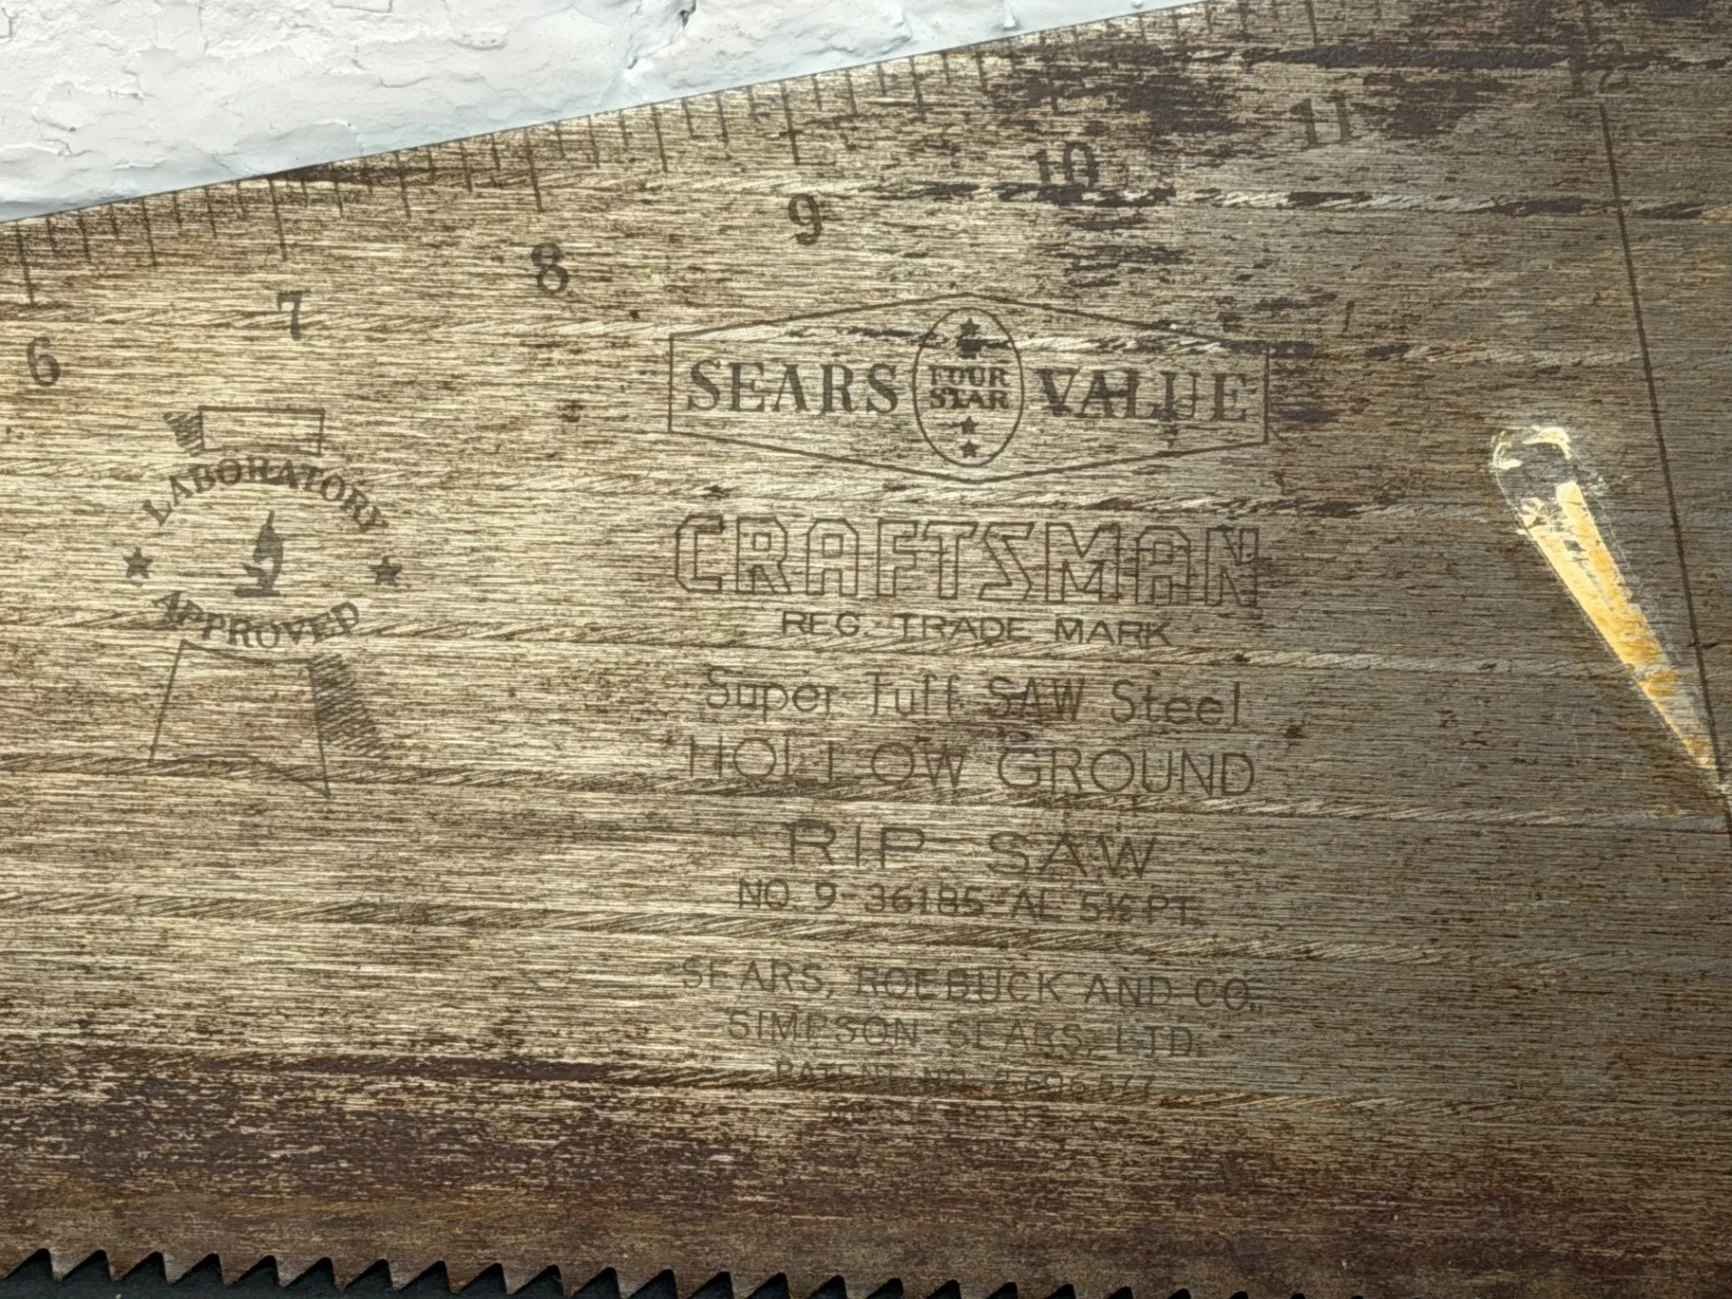 6 7 8 9 10 11
SEARS FOUR STAR VALUE
LABORATORY
APPROVED
CRAFTSMAN
REG. TRADE MARK
Super Tuff SAW Steel
HOLLOW GROUND
RIP SAW
NO. 9-36185-AL 5½ PT.
SEARS, ROEBUCK AND CO.,
SIMPSON-SEARS, LTD.
PATENT NO.